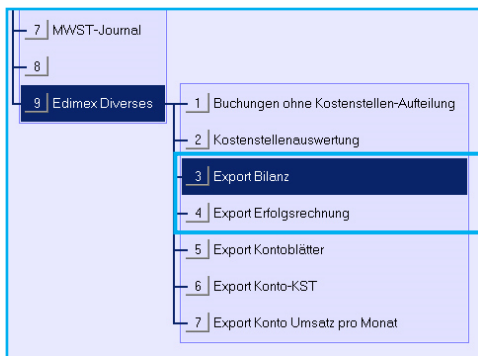 7 MWST-Journal
8
9 Edimex Diverses
1 Buchungen ohne Kostenstellen-Aufteilung
2 Kostenstellenauswertung
3 Export Bilanz
4 Export Erfolgsrechnung
5 Export Kontoblätter
6 Export Konto-KST
7 Export Konto Umsatz pro Monat